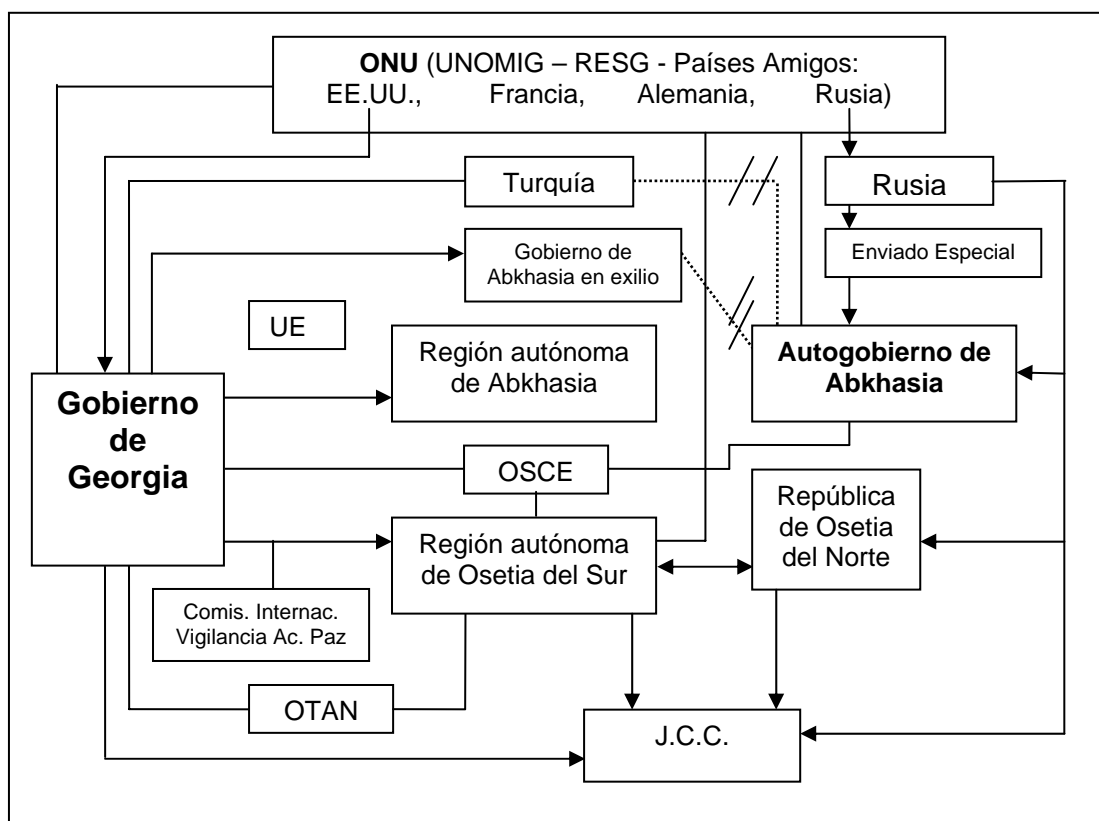 ONU (UNOMIG – RESG - Países Amigos:
EE.UU., Francia, Alemania, Rusia)
Turquía
Rusia
Gobierno de
Abkhasia en exilio
Enviado Especial
UE
Región autónoma
de Abkhasia
Autogobierno de
Abkhasia
Gobierno
de
Georgia
OSCE
República
de Osetia
del Norte
Región autónoma
de Osetia del Sur
Comis. Internac.
Vigilancia Ac. Paz
OTAN
J.C.C.